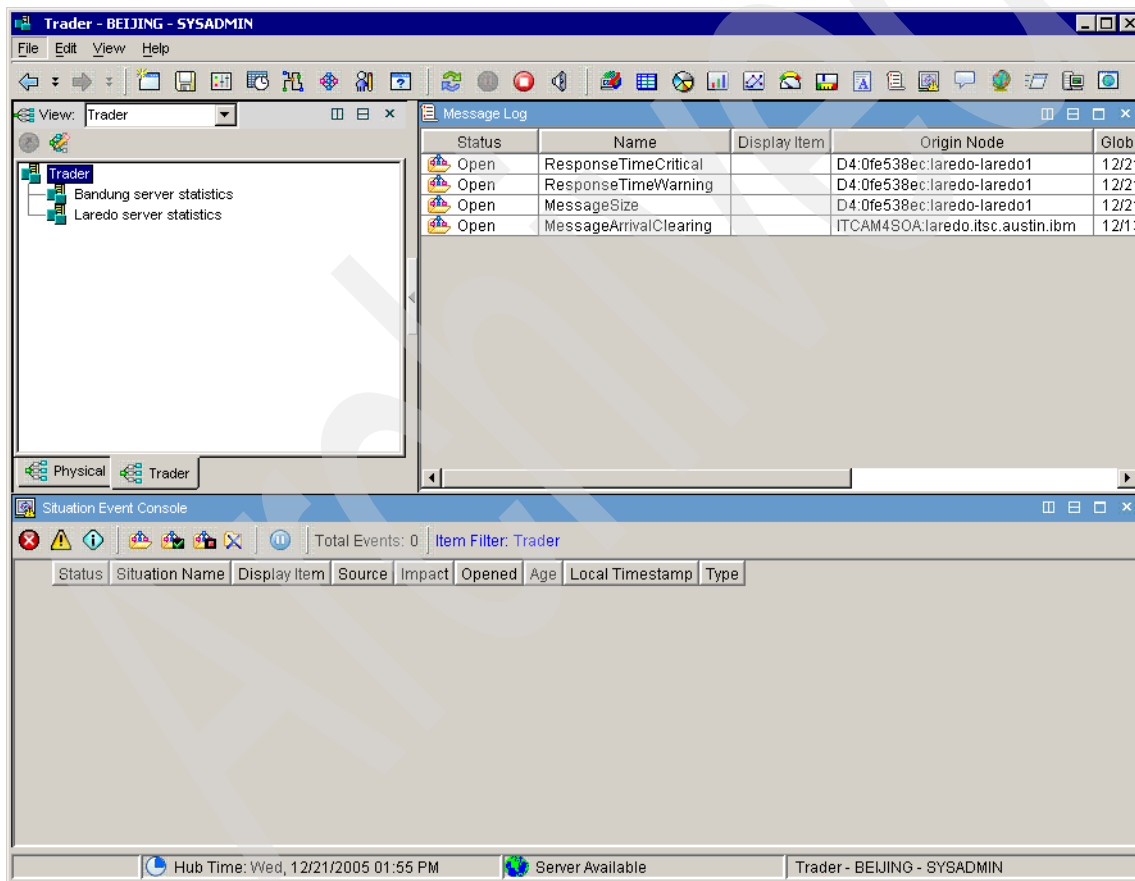 Trader - BEIJING - SYSADMIN
File Edit View Help
View: Trader
Trader
Bandung server statistics
Laredo server statistics
Physical Trader
Message Log
Status Name Display Item Origin Node Glob
Open ResponseTimeCritical D4:0fe538ec:laredo-laredo1 12/2
Open ResponseTimeWarning D4:0fe538ec:laredo-laredo1 12/2
Open MessageSize D4:0fe538ec:laredo-laredo1 12/2
Open MessageArrivalClearing ITCAM4SOA:laredo.itsc.austin.ibm 12/1
Situation Event Console
Total Events: 0 Item Filter: Trader
Status Situation Name Display Item Source Impact Opened Age Local Timestamp Type
Hub Time: Wed, 12/21/2005 01:55 PM Server Available Trader - BEIJING - SYSADMIN